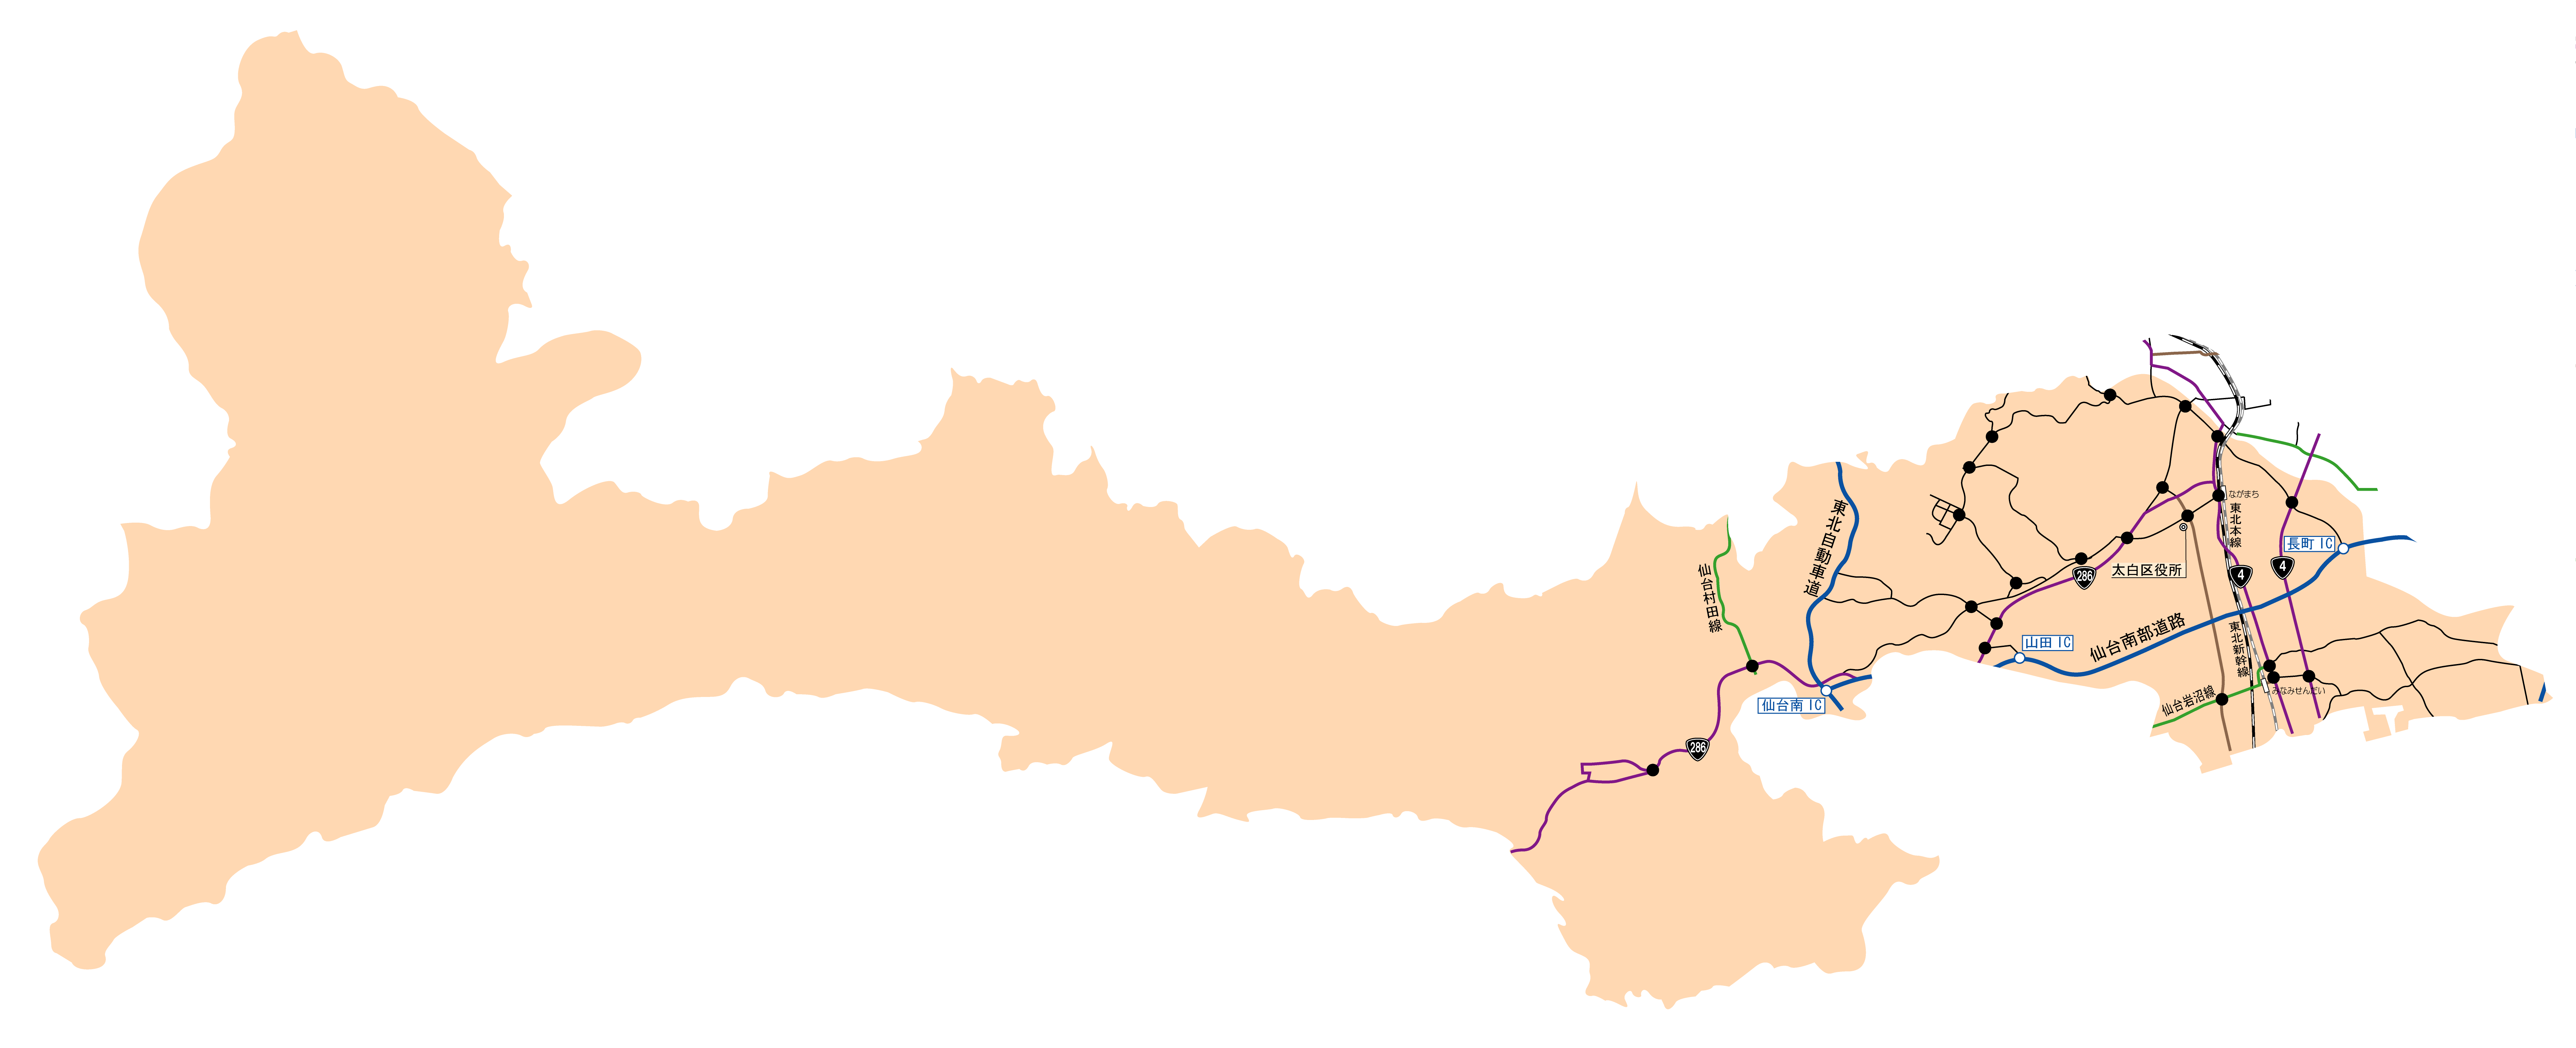 ながまち
東北本線
東北自動車道
長町IC
仙台村田線
太白区役所
286
4
4
仙台南部道路
山田IC
東北新幹線
みなみせんだい
仙台岩沼線
仙台南IC
286